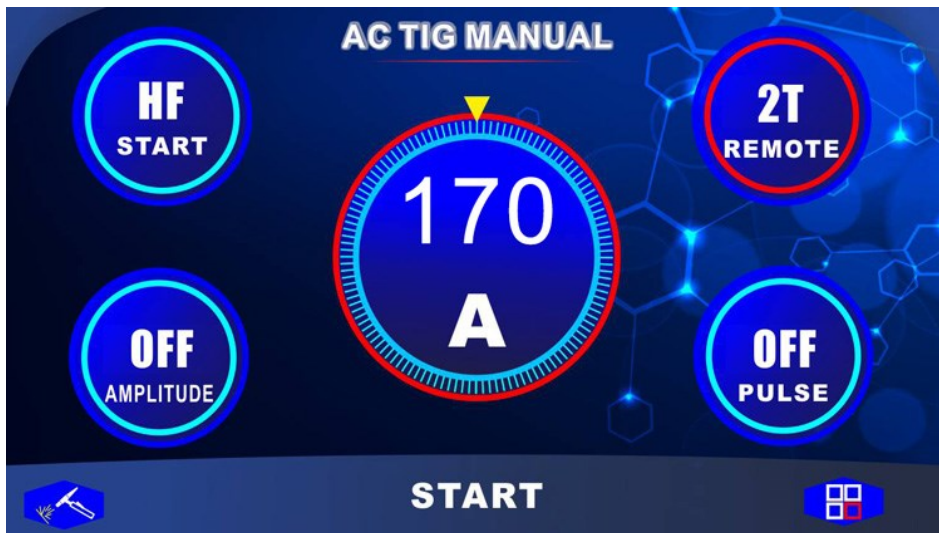 AC TIG MANUAL
HF
START
2T
REMOTE
170
A
OFF
AMPLITUDE
OFF
PULSE
START